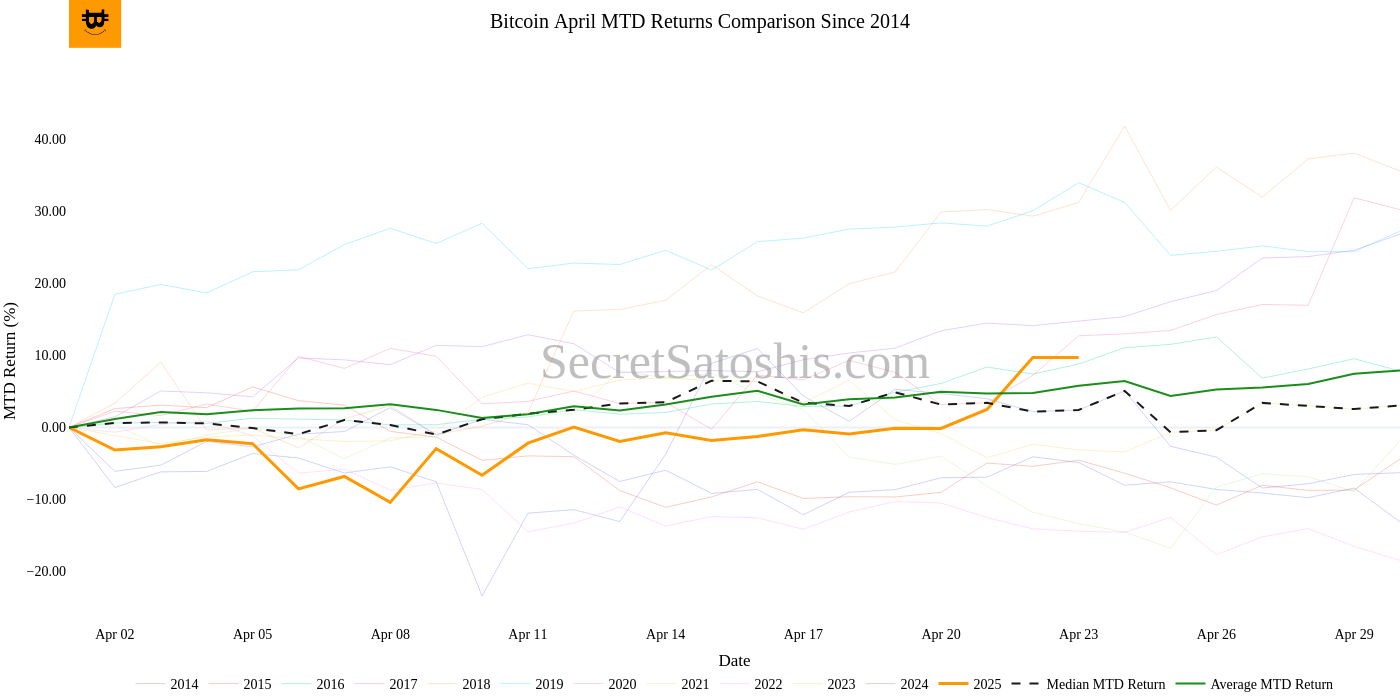 Bitcoin April MTD Returns Comparison Since 2014
MTD Return (%)
40.00
30.00
20.00
10.00
0.00
−10.00
−20.00
SecretSatoshis.com
Apr 02 Apr 05 Apr 08 Apr 11 Apr 14 Apr 17 Apr 20 Apr 23 Apr 26 Apr 29
Date
2014 2015 2016 2017 2018 2019 2020 2021 2022 2023 2024 2025 Median MTD Return Average MTD Return